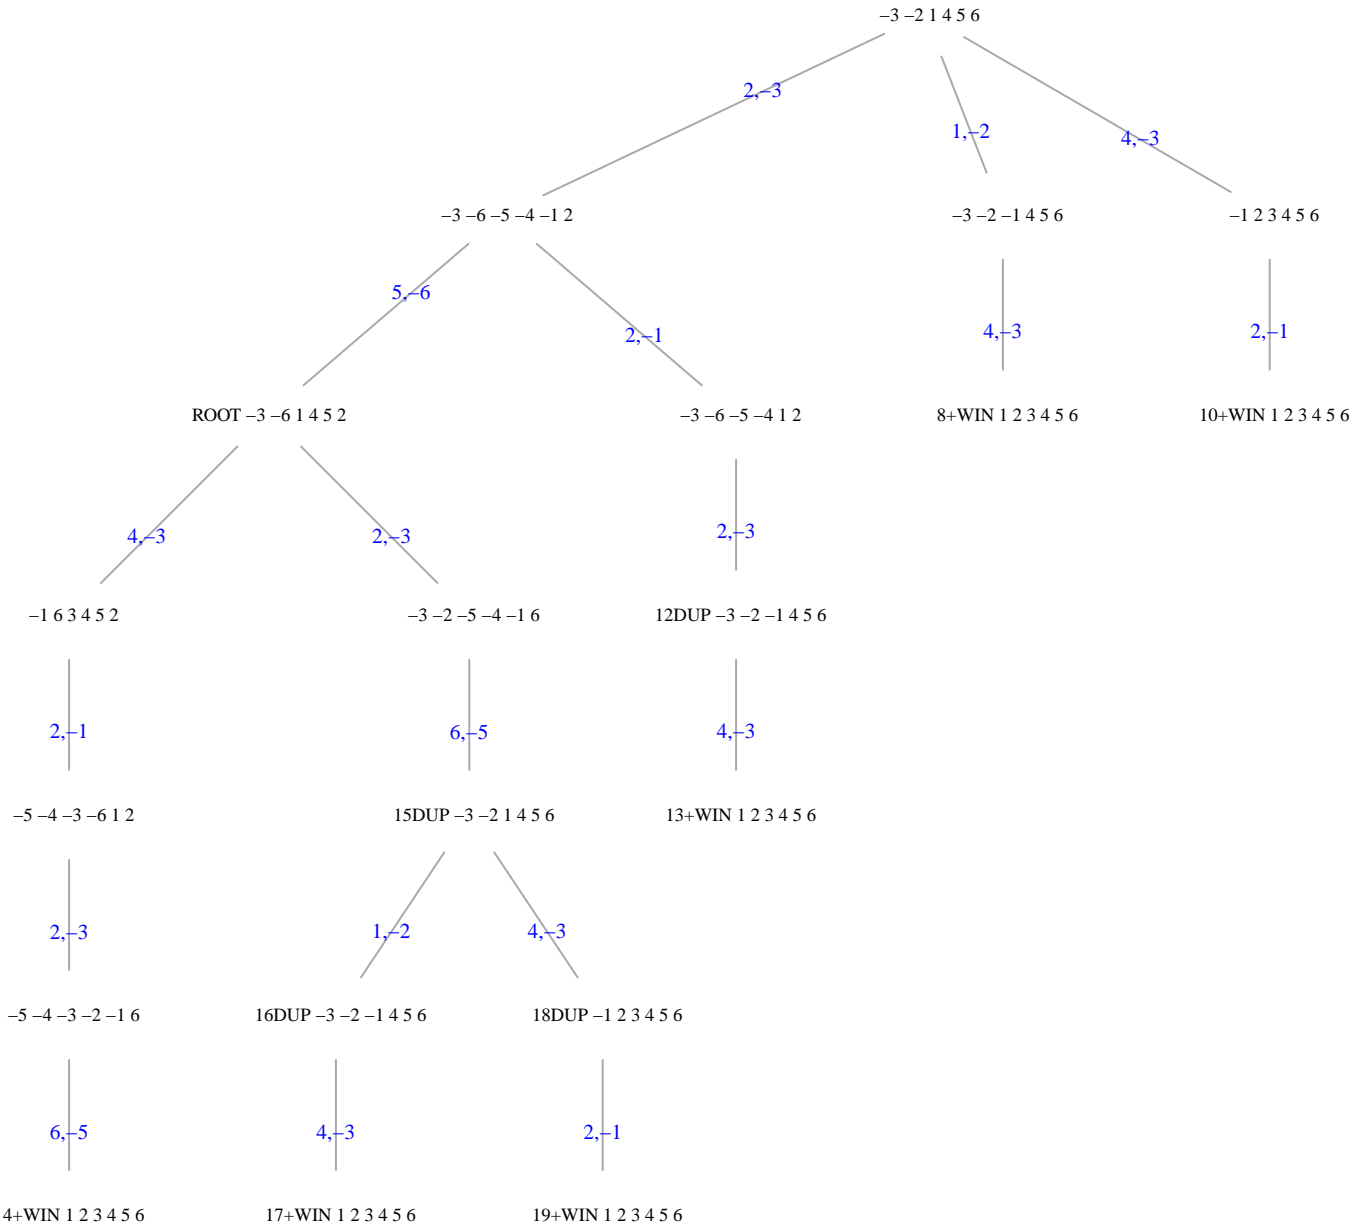 –3 –2 1 4 5 6
2,–3
1,–2
4,–3
–3 –6 –5 –4 –1 2
–3 –2 –1 4 5 6
–1 2 3 4 5 6
5,–6
2,–1
4,–3
2,–1
ROOT –3 –6 1 4 5 2
–3 –6 –5 –4 1 2
8+WIN 1 2 3 4 5 6
10+WIN 1 2 3 4 5 6
4,–3
2,–3
2,–3
–1 6 3 4 5 2
–3 –2 –5 –4 –1 6
12DUP –3 –2 –1 4 5 6
2,–1
6,–5
4,–3
–5 –4 –3 –6 1 2
15DUP –3 –2 1 4 5 6
13+WIN 1 2 3 4 5 6
2,–3
1,–2
4,–3
–5 –4 –3 –2 –1 6
16DUP –3 –2 –1 4 5 6
18DUP –1 2 3 4 5 6
6,–5
4,–3
2,–1
4+WIN 1 2 3 4 5 6
17+WIN 1 2 3 4 5 6
19+WIN 1 2 3 4 5 6